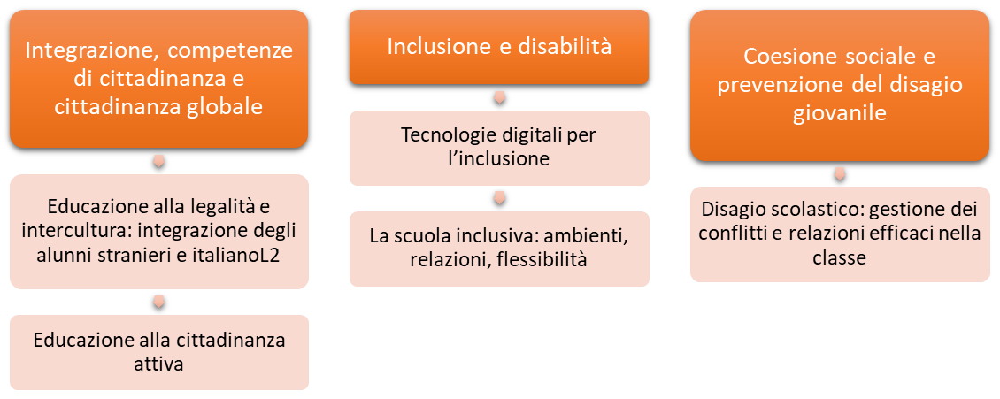 Integrazione, competenze
di cittadinanza e
cittadinanza globale
Educazione alla legalità e
intercultura: integrazione degli
alunni stranieri e italianoL2
Educazione alla cittadinanza
attiva
Inclusione e disabilità
Tecnologie digitali per
l’inclusione
La scuola inclusiva: ambienti,
relazioni, flessibilità
Coesione sociale e
prevenzione del disagio
giovanile
Disagio scolastico: gestione dei
conflitti e relazioni efficaci nella
classe